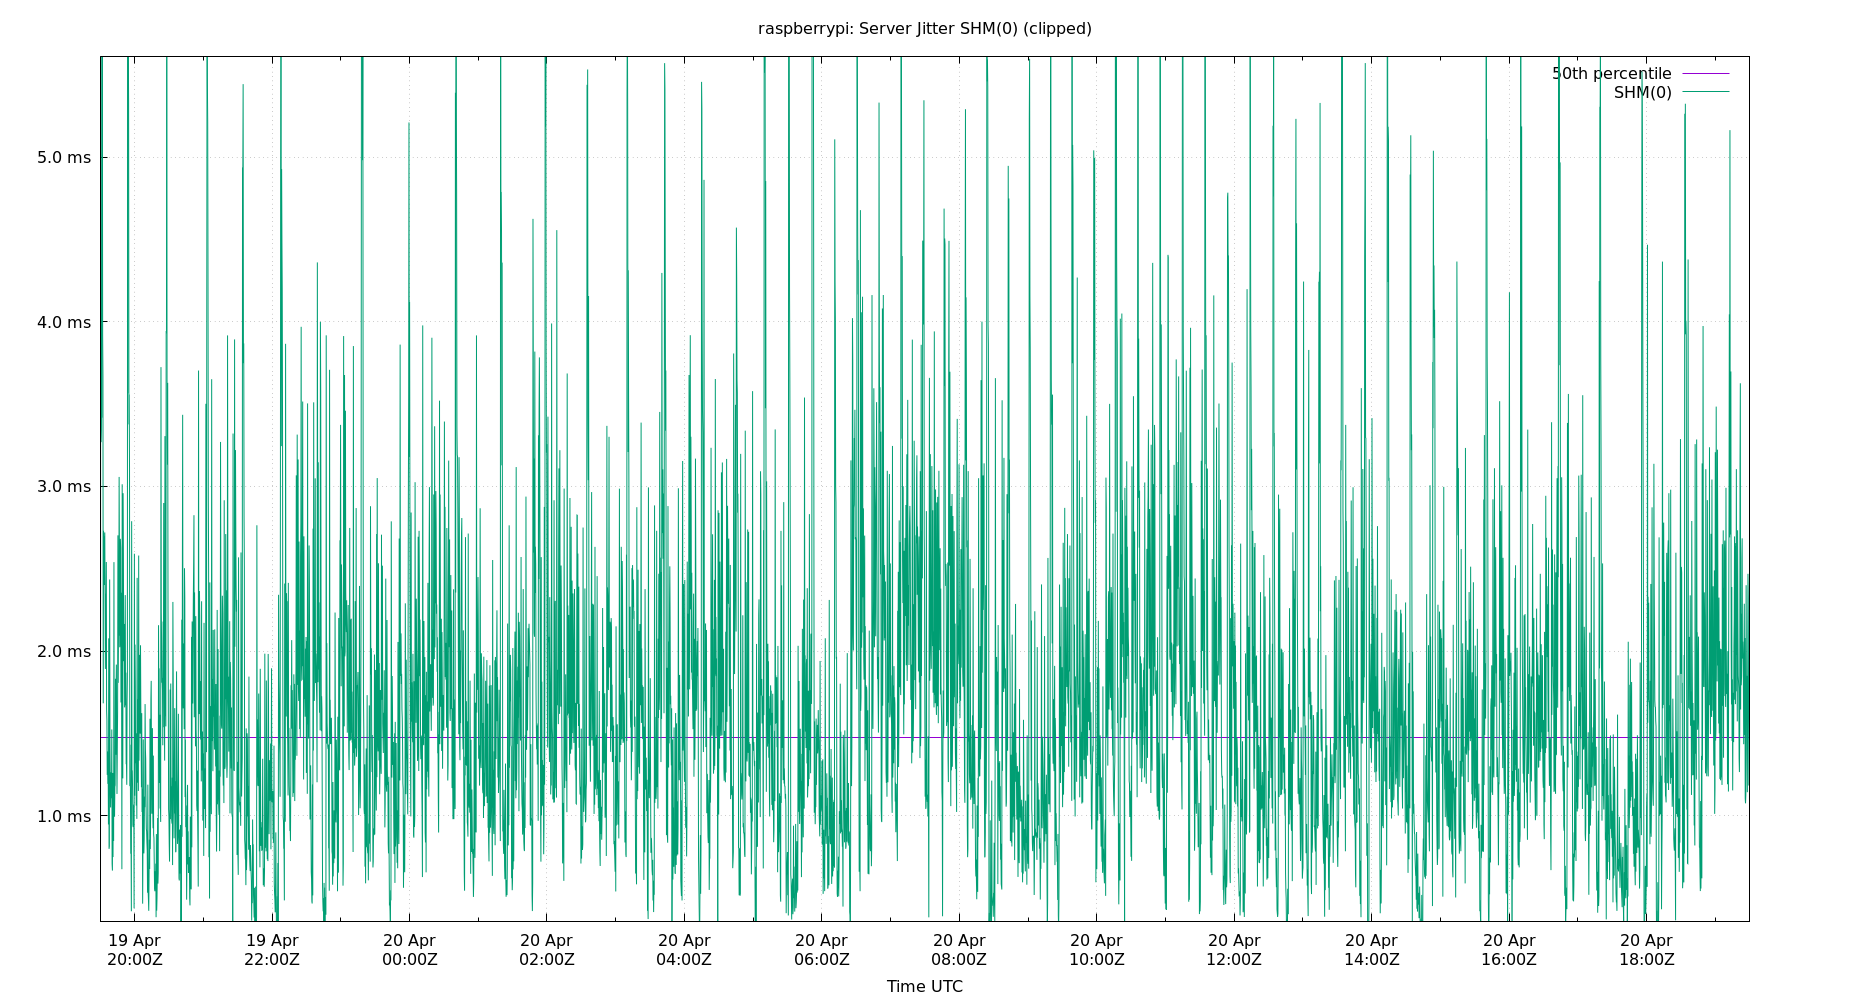 raspberrypi: Server Jitter SHM(0) (clipped)
50th percentile
SHM(0)
5.0 ms
4.0 ms
3.0 ms
2.0 ms
1.0 ms
19 Apr 19 Apr 20 Apr 20 Apr 20 Apr 20 Apr 20 Apr 20 Apr 20 Apr 20 Apr 20 Apr 20 Apr
20:00Z 22:00Z 00:00Z 02:00Z 04:00Z 06:00Z 08:00Z 10:00Z 12:00Z 14:00Z 16:00Z 18:00Z
Time UTC